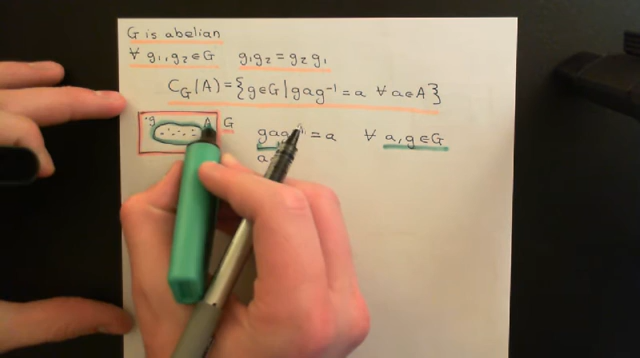 G is abelian
∀ g₁,g₂∈G   g₁g₂ = g₂g₁
C_G(A) = {g∈G | gag⁻¹ = a ∀ a∈A}
·g A G   gag⁻¹ = a   ∀ a,g∈G
a